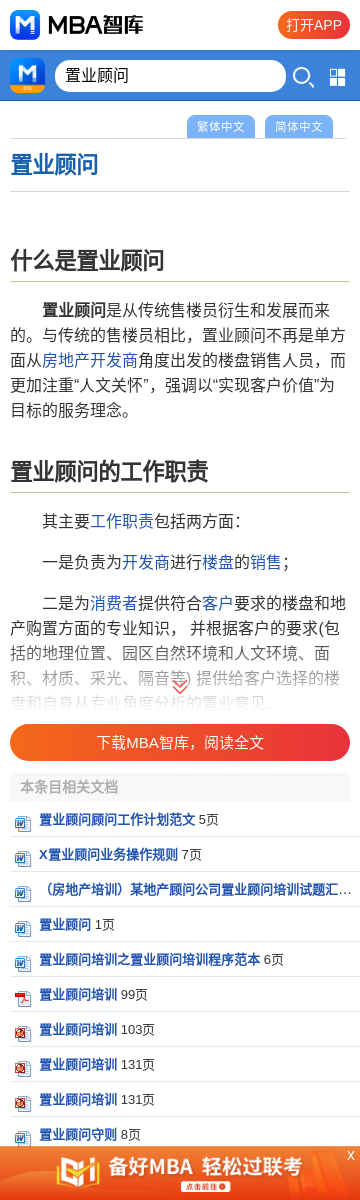 MBA智库
打开APP
置业顾问
繁体中文 简体中文
置业顾问
什么是置业顾问
置业顾问是从传统售楼员衍生和发展而来
的。与传统的售楼员相比，置业顾问不再是单方
面从房地产开发商角度出发的楼盘销售人员，而
更加注重“人文关怀”，强调以“实现客户价值”为
目标的服务理念。
置业顾问的工作职责
其主要工作职责包括两方面：
一是负责为开发商进行楼盘的销售；
二是为消费者提供符合客户要求的楼盘和地
产购置方面的专业知识， 并根据客户的要求(包
括的地理位置、园区自然环境和人文环境、面
积、材质、采光、隔音等) 提供给客户选择的楼
盘和自身从专业角度分析的置业意见。
下载MBA智库，阅读全文
本条目相关文档
置业顾问顾问工作计划范文 5页
X置业顾问业务操作规则 7页
（房地产培训）某地产顾问公司置业顾问培训试题汇…
置业顾问 1页
置业顾问培训之置业顾问培训程序范本 6页
置业顾问培训 99页
置业顾问培训 103页
置业顾问培训 131页
置业顾问培训 131页
置业顾问守则 8页
X
备好MBA 轻松过联考
点击前往